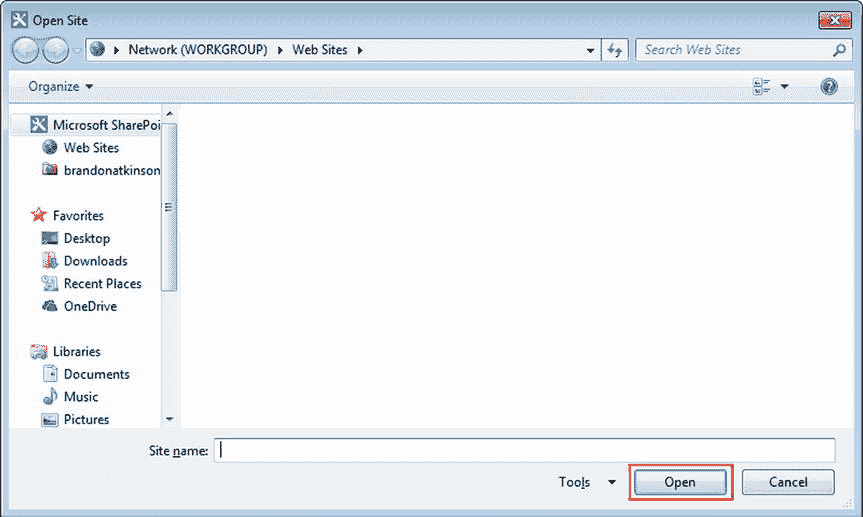 Open Site
Network (WORKGROUP) Web Sites Search Web Sites
Organize
Microsoft SharePoi
Web Sites
brandonatkinson
Favorites
Desktop
Downloads
Recent Places
OneDrive
Libraries
Documents
Music
Pictures
Site name:
Tools Open Cancel